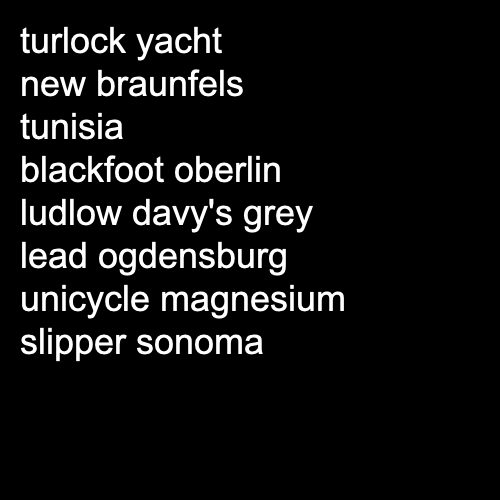 turlock yacht
new braunfels
tunisia
blackfoot oberlin
ludlow davy's grey
lead ogdensburg
unicycle magnesium
slipper sonoma